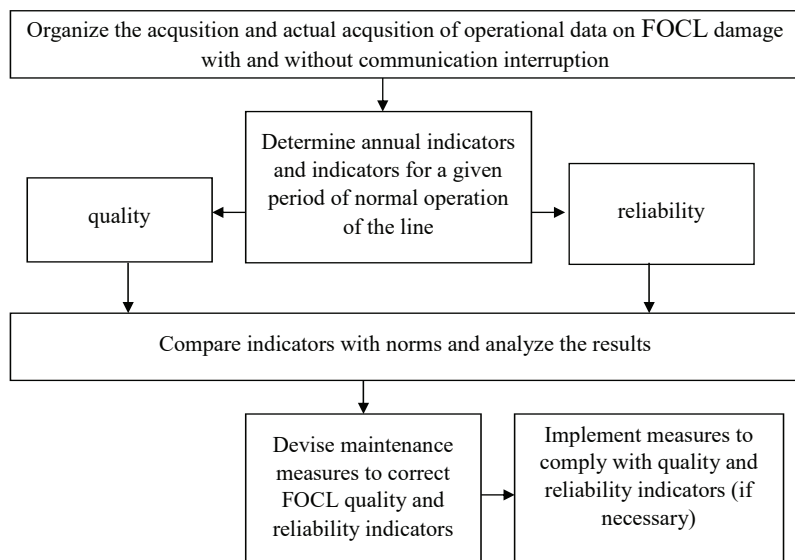 Organize the acqusition and actual acqusition of operational data on FOCL damage
with and without communication interruption
Determine annual indicators
and indicators for a given
period of normal operation
of the line
quality
reliability
Compare indicators with norms and analyze the results
Devise maintenance
measures to correct
FOCL quality and
reliability indicators
Implement measures to
comply with quality and
reliability indicators (if
necessary)